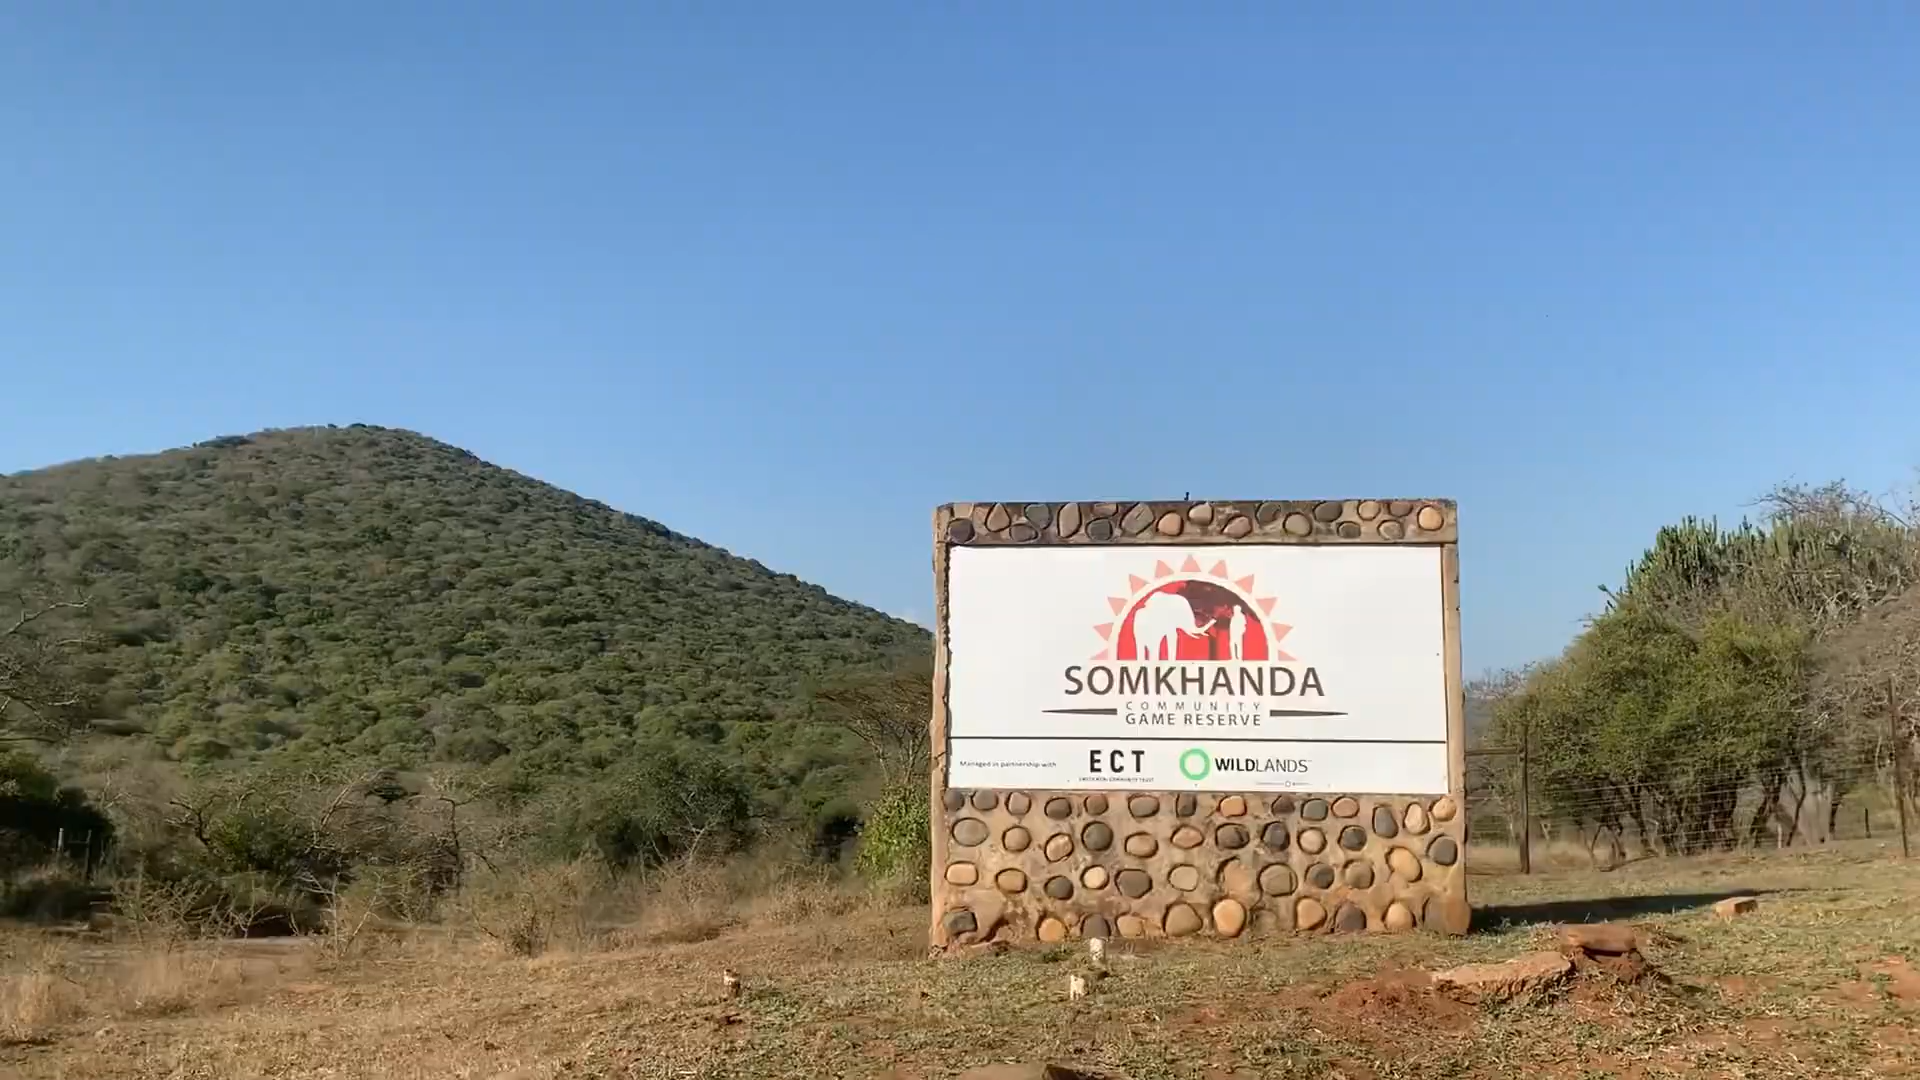 SOMKHANDA
COMMUNITY
GAME RESERVE
Managed in partnership with
ECT
WILDLANDS